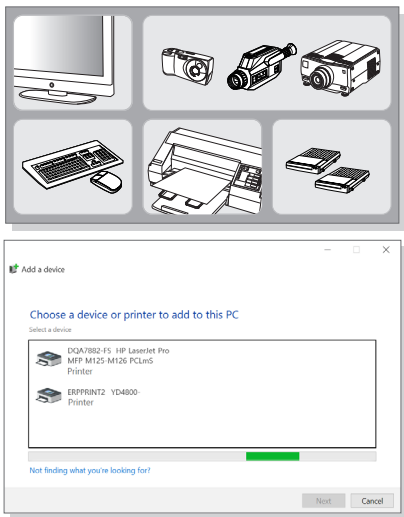 Add a device
Choose a device or printer to add to this PC
Select a device
DQA7882-F5 HP LaserJet Pro
MFP M125-M126 PCLmS
Printer
ERPPRINT2 YD4800-
Printer
Not finding what you're looking for?
Next Cancel